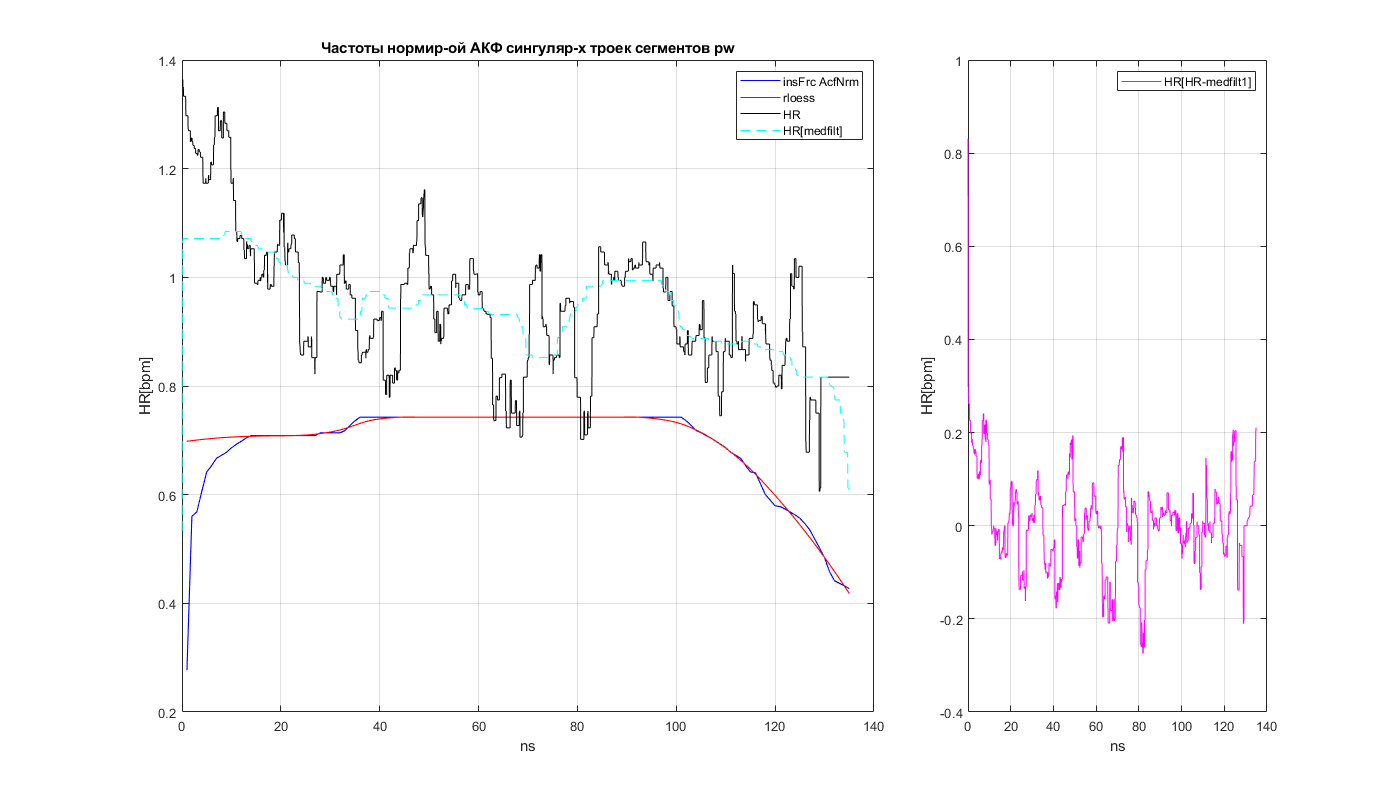 Частоты нормир-ой АКФ сингуляр-х троек сегментов pw
1.4
1.2
1
0.8
0.6
0.4
0.2
HR[bpm]
0 20 40 60 80 100 120 140
ns
insFrc AcfNrm
rloess
HR
HR[medfilt]
1
0.8
0.6
0.4
0.2
0
-0.2
-0.4
HR[bpm]
0 20 40 60 80 100 120 140
ns
HR[HR-medfilt1]